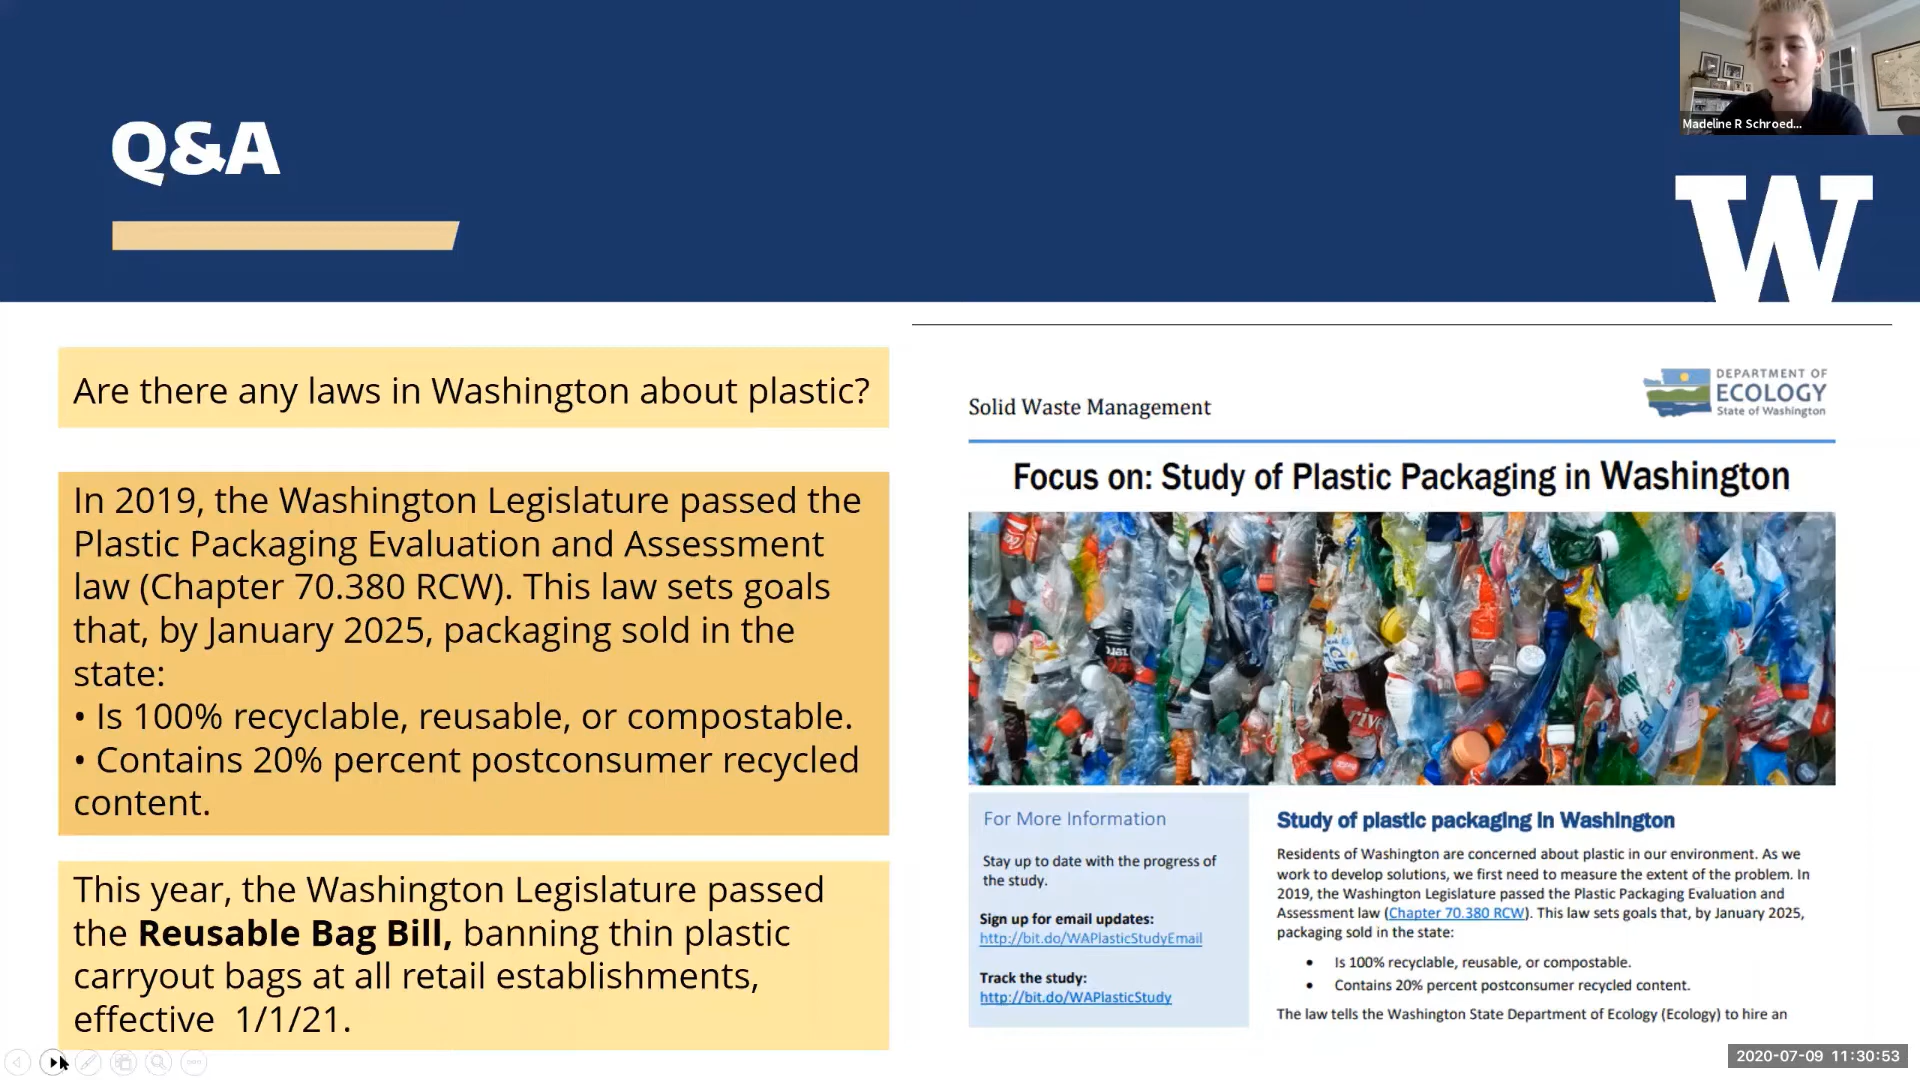 Q&A
Madeline R Schroed...
W
Are there any laws in Washington about plastic?
In 2019, the Washington Legislature passed the
Plastic Packaging Evaluation and Assessment
law (Chapter 70.380 RCW). This law sets goals
that, by January 2025, packaging sold in the
state:
• Is 100% recyclable, reusable, or compostable.
• Contains 20% percent postconsumer recycled
content.
This year, the Washington Legislature passed
the Reusable Bag Bill, banning thin plastic
carryout bags at all retail establishments,
effective 1/1/21.
Solid Waste Management
DEPARTMENT OF
ECOLOGY
State of Washington
Focus on: Study of Plastic Packaging in Washington
For More Information
Stay up to date with the progress of
the study.
Sign up for email updates:
http://bit.do/WAPlasticStudyEmail
Track the study:
http://bit.do/WAPlasticStudy
Study of plastic packaging in Washington
Residents of Washington are concerned about plastic in our environment. As we
work to develop solutions, we first need to measure the extent of the problem. In
2019, the Washington Legislature passed the Plastic Packaging Evaluation and
Assessment law (Chapter 70.380 RCW). This law sets goals that, by January 2025,
packaging sold in the state:
• Is 100% recyclable, reusable, or compostable.
• Contains 20% percent postconsumer recycled content.
The law tells the Washington State Department of Ecology (Ecology) to hire an
2020-07-09 11:30:53